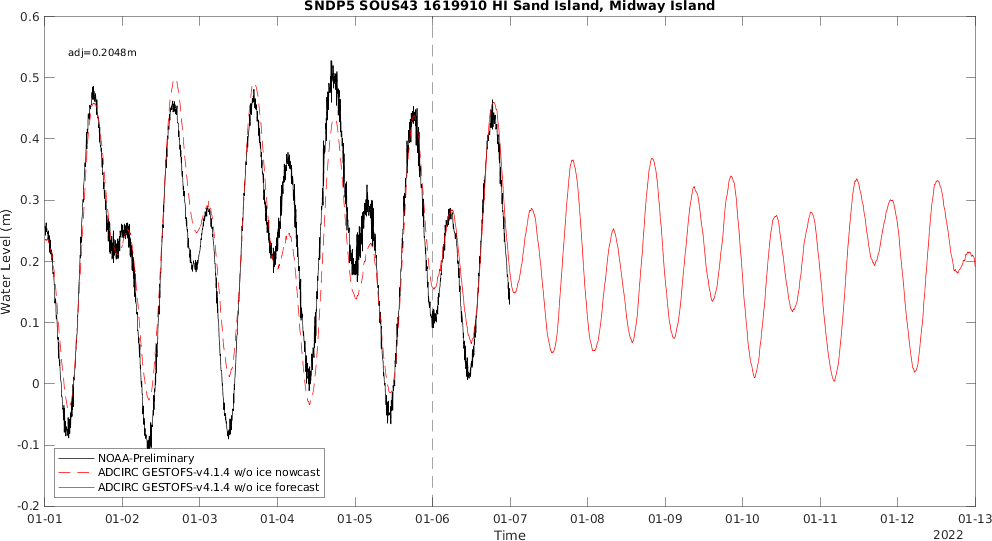 SNDP5 SOUS43 1619910 HI Sand Island, Midway Island
0.6
adj=0.2048m
0.5
0.4
0.3
0.2
0.1
0
-0.1
-0.2
Water Level (m)
NOAA-Preliminary
ADCIRC GESTOFS-v4.1.4 w/o ice nowcast
ADCIRC GESTOFS-v4.1.4 w/o ice forecast
01-01 01-02 01-03 01-04 01-05 01-06 01-07 01-08 01-09 01-10 01-11 01-12 01-13
Time
2022